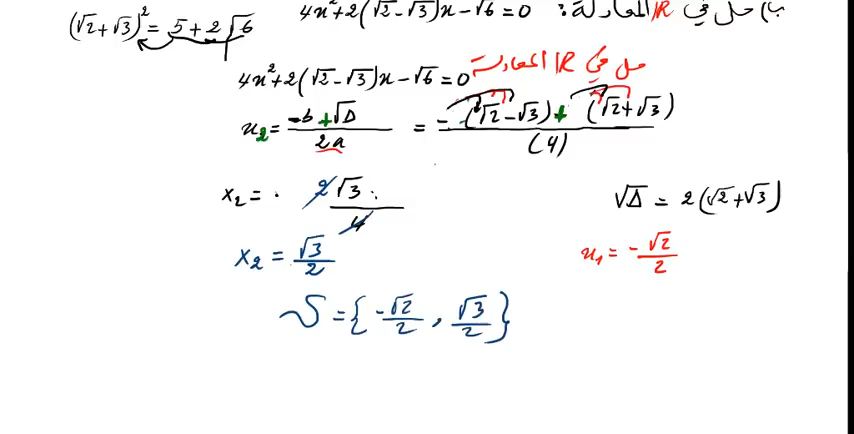 ب) حل في IR المعادلة: 4x²+2(√2-√3)x-√6=0
(√2+√3)²=5+2√6
حل في IR المعادلة
4x²+2(√2-√3)x-√6=0
x₂=(-b+√Δ)/2a = (-(√2-√3)+(√2+√3))/(4)
x₂= 2√3/4
√Δ=2(√2+√3)
x₂=√3/2
x₁=-√2/2
S={-√2/2, √3/2}